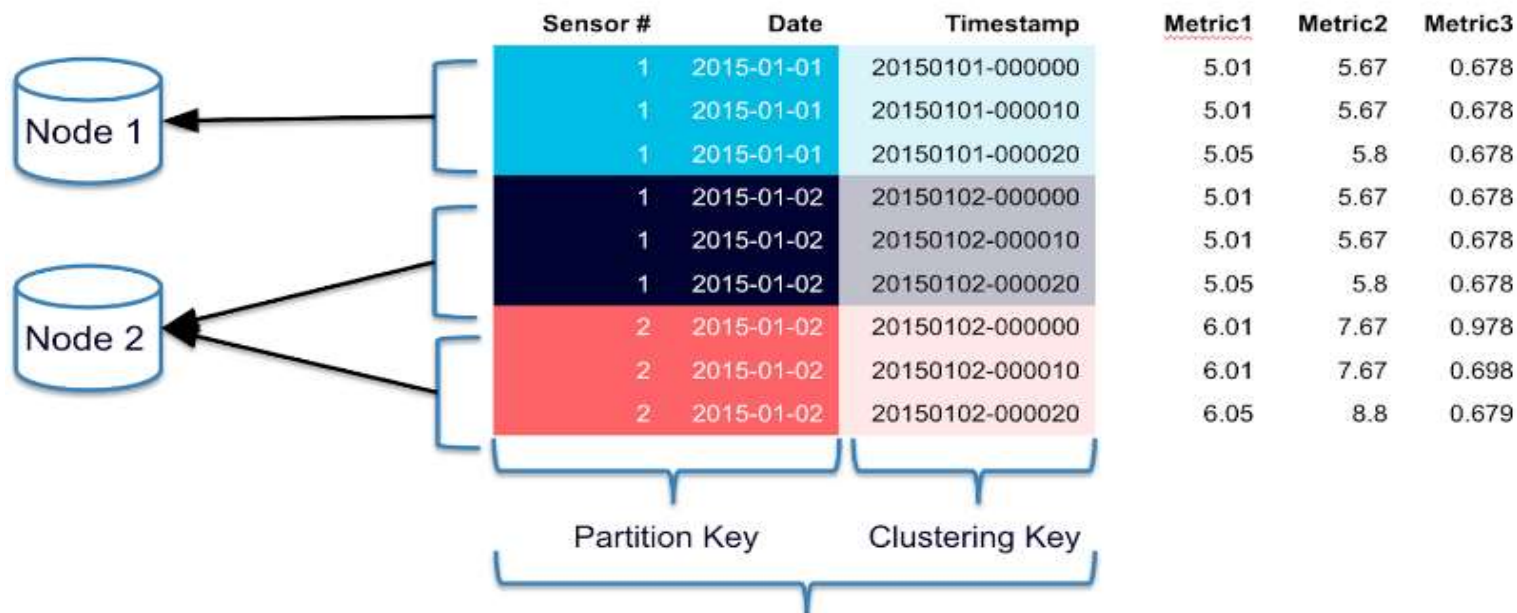 Sensor # Date Timestamp Metric1 Metric2 Metric3
1 2015-01-01 20150101-000000 5.01 5.67 0.678
1 2015-01-01 20150101-000010 5.01 5.67 0.678
1 2015-01-01 20150101-000020 5.05 5.8 0.678
1 2015-01-02 20150102-000000 5.01 5.67 0.678
1 2015-01-02 20150102-000010 5.01 5.67 0.678
1 2015-01-02 20150102-000020 5.05 5.8 0.678
2 2015-01-02 20150102-000000 6.01 7.67 0.978
2 2015-01-02 20150102-000010 6.01 7.67 0.698
2 2015-01-02 20150102-000020 6.05 8.8 0.679
Node 1
Node 2
Partition Key Clustering Key